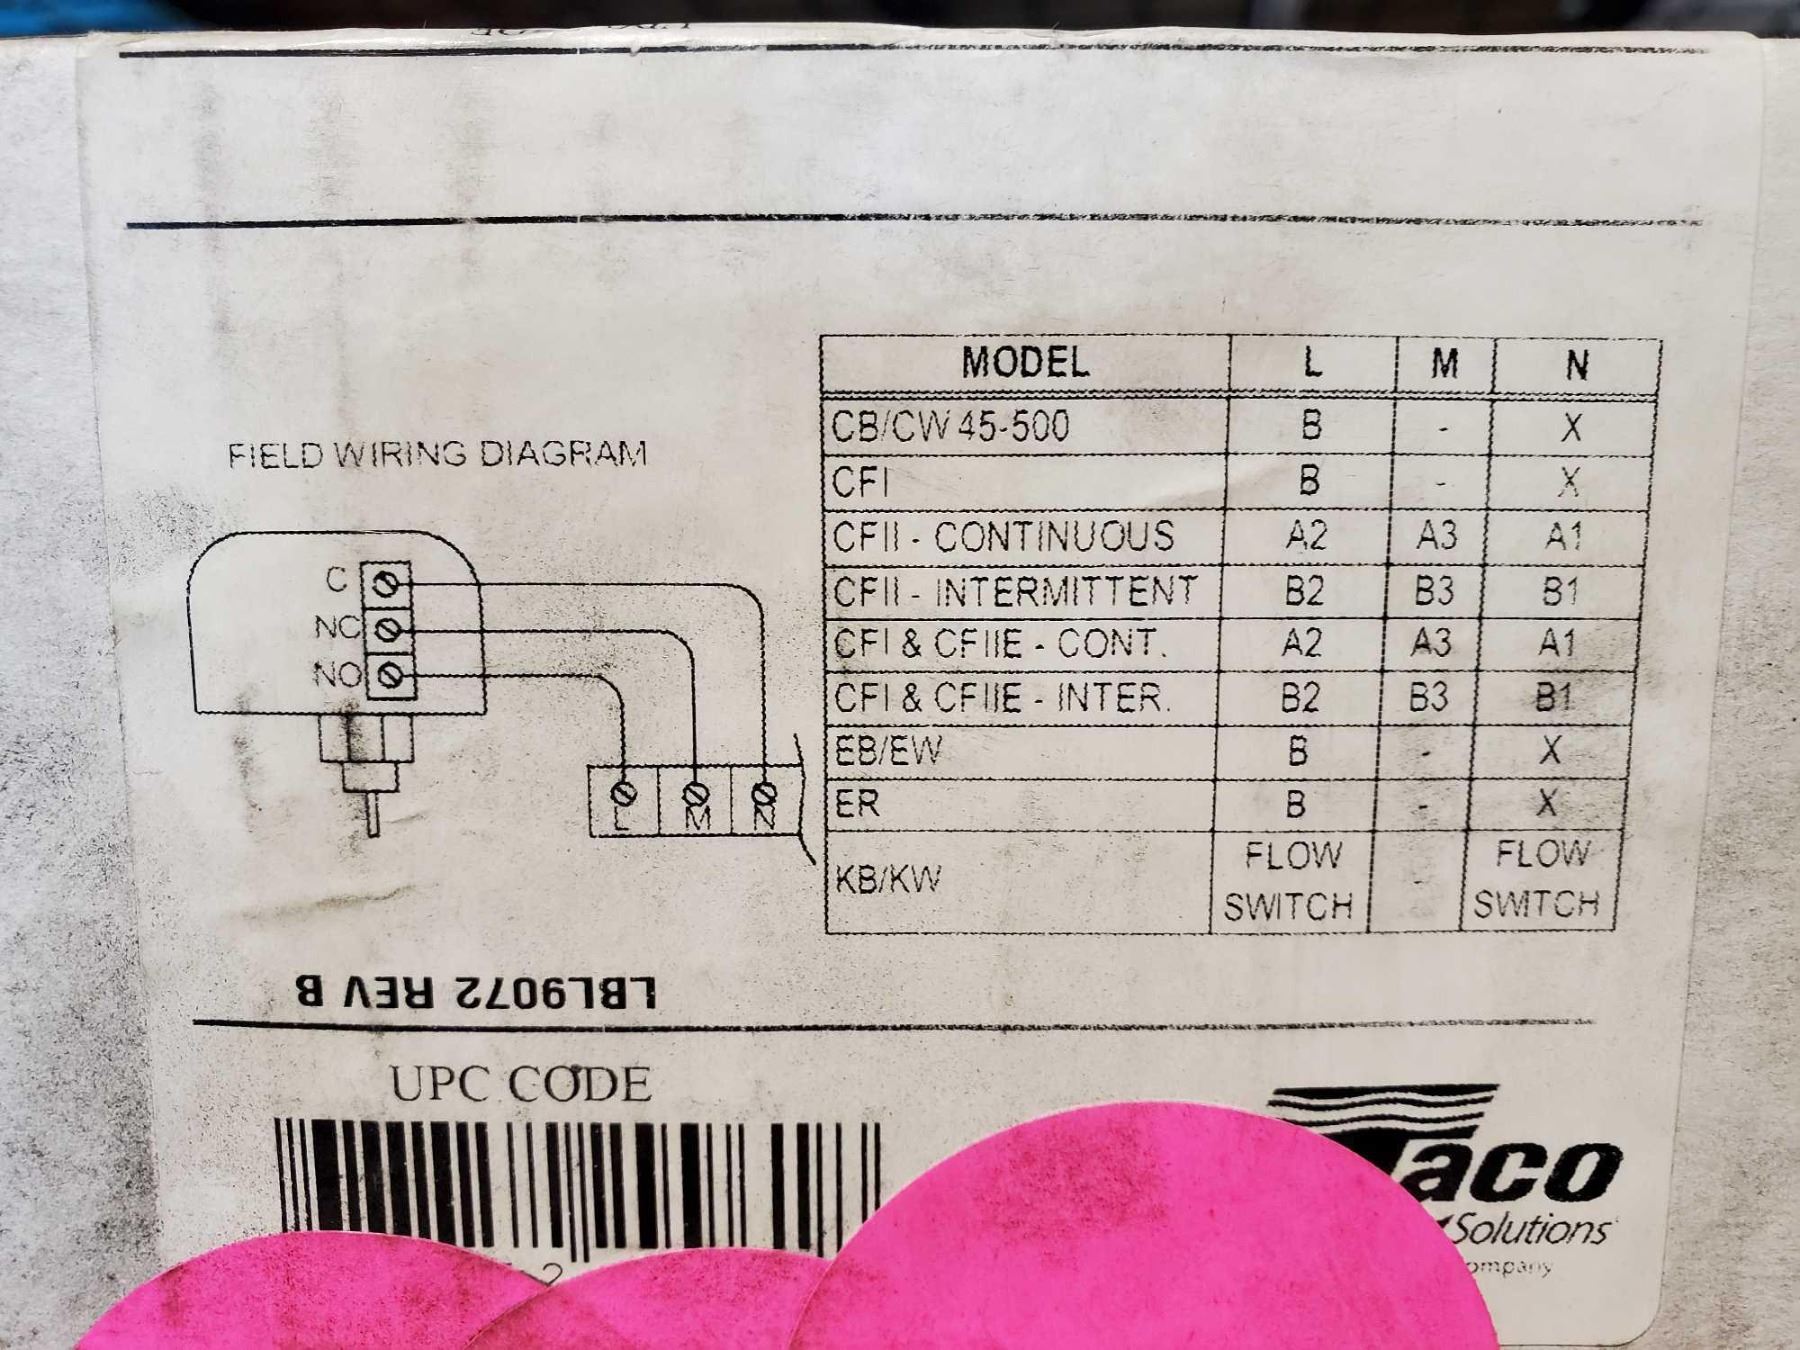 FIELD WIRING DIAGRAM
C
NC
NO
L M N
MODEL L M N
CB/CW 45-500 B - X
CFI B - X
CFII - CONTINUOUS A2 A3 A1
CFII - INTERMITTENT B2 B3 B1
CFI & CFIIE - CONT. A2 A3 A1
CFI & CFIIE - INTER. B2 B3 B1
EB/EW B - X
ER B - X
KB/KW FLOW SWITCH - FLOW SWITCH
LBL9072 REV B
UPC CODE
Taco
Solutions